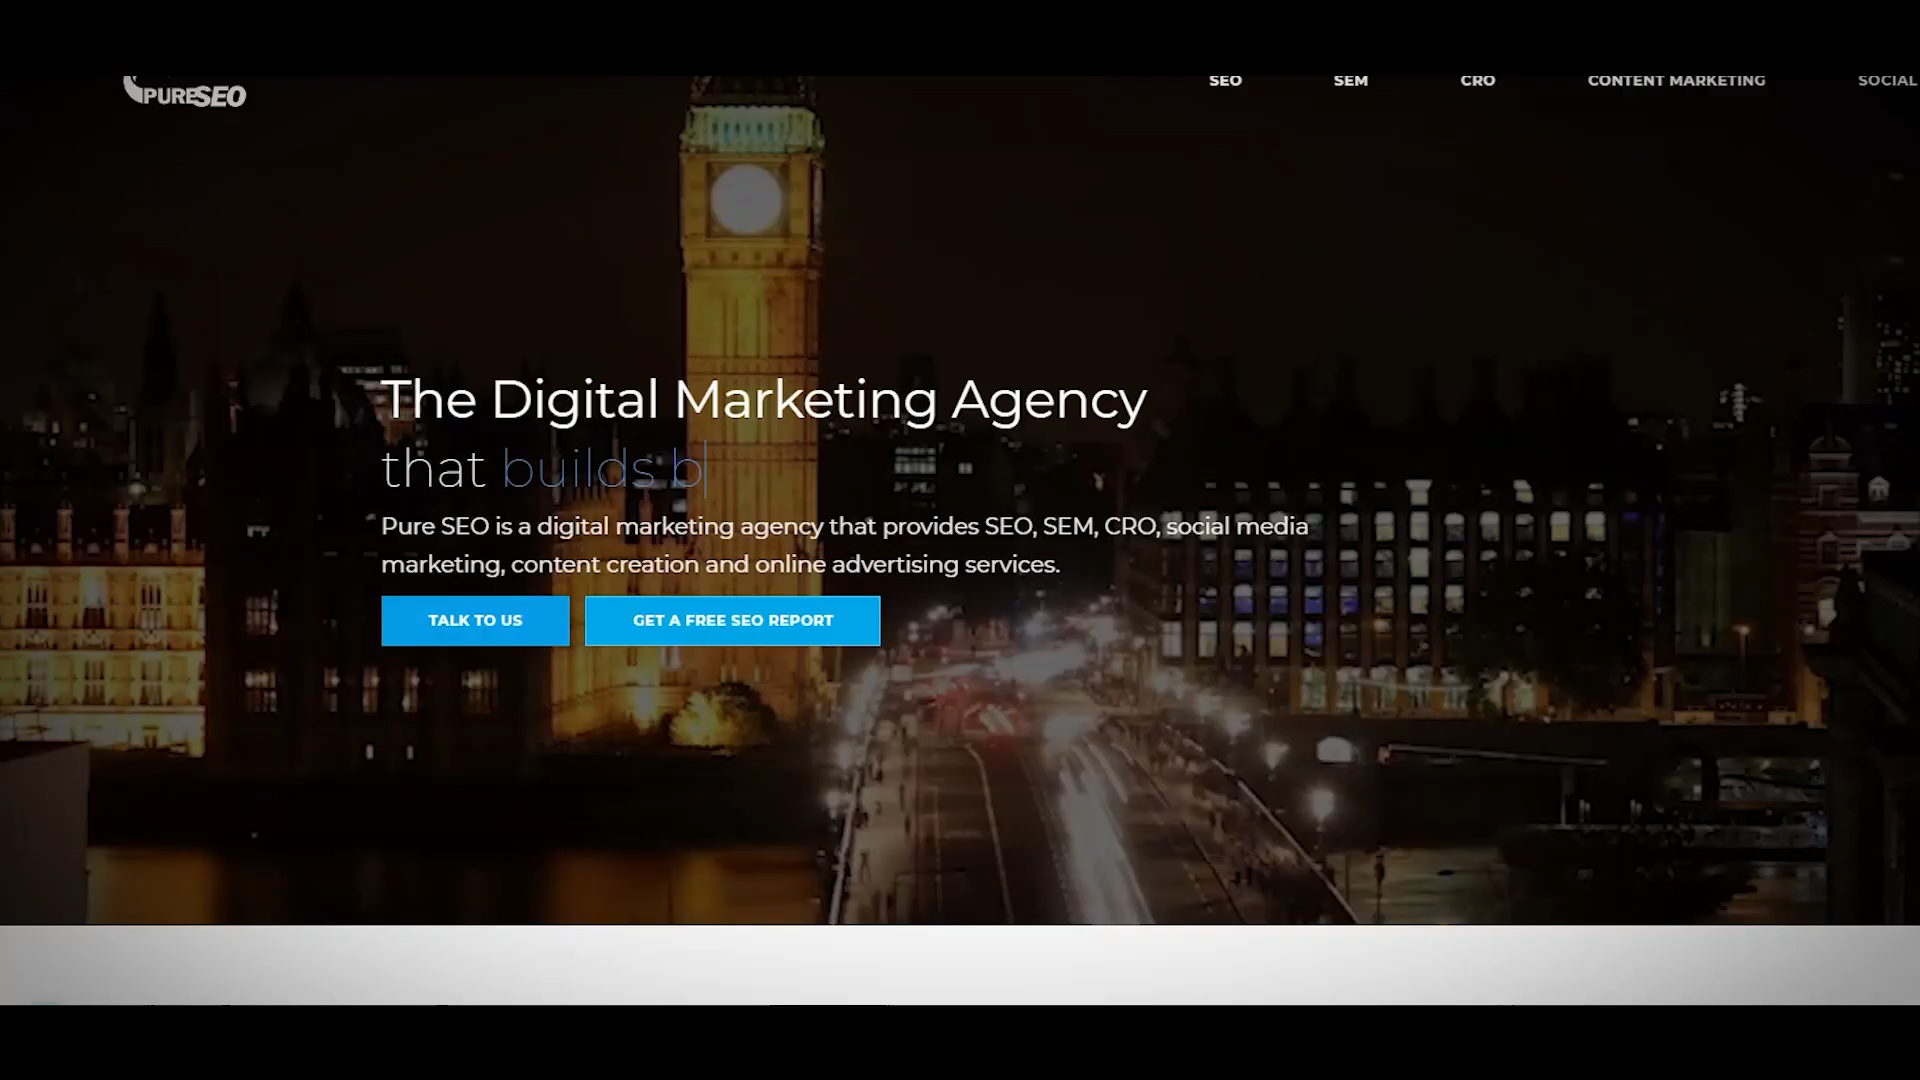 PURESEO
SEO
SEM
CRO
CONTENT MARKETING
SOCIAL
The Digital Marketing Agency
that builds b
Pure SEO is a digital marketing agency that provides SEO, SEM, CRO, social media
marketing, content creation and online advertising services.
TALK TO US
GET A FREE SEO REPORT